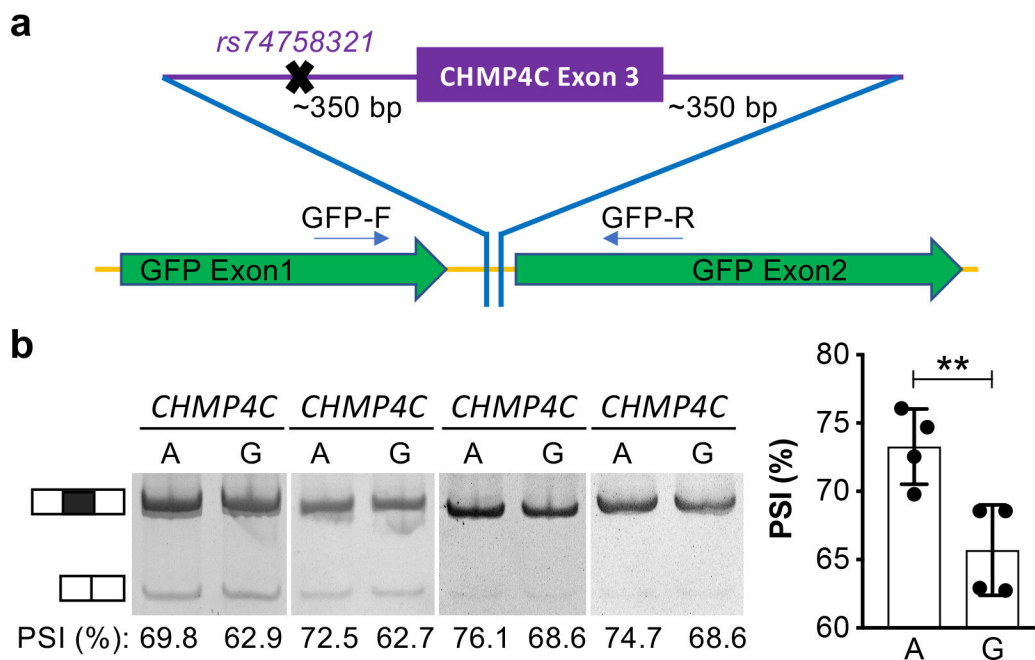 a
rs74758321
CHMP4C Exon 3
~350 bp ~350 bp
GFP-F GFP-R
GFP Exon1 GFP Exon2
b
CHMP4C CHMP4C CHMP4C CHMP4C
A G A G A G A G
PSI (%): 69.8 62.9 72.5 62.7 76.1 68.6 74.7 68.6
PSI (%)
80
75
70
65
60
**
A G